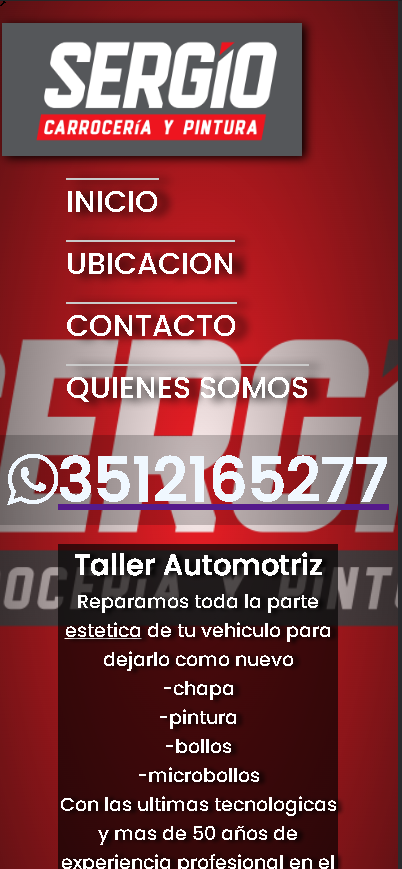 SERGíO
CARROCERíA Y PINTURA
INICIO
UBICACION
CONTACTO
QUIENES SOMOS
3512165277
Taller Automotriz
Reparamos toda la parte
estetica de tu vehiculo para
dejarlo como nuevo
-chapa
-pintura
-bollos
-microbollos
Con las ultimas tecnologicas
y mas de 50 años de
experiencia profesional en el